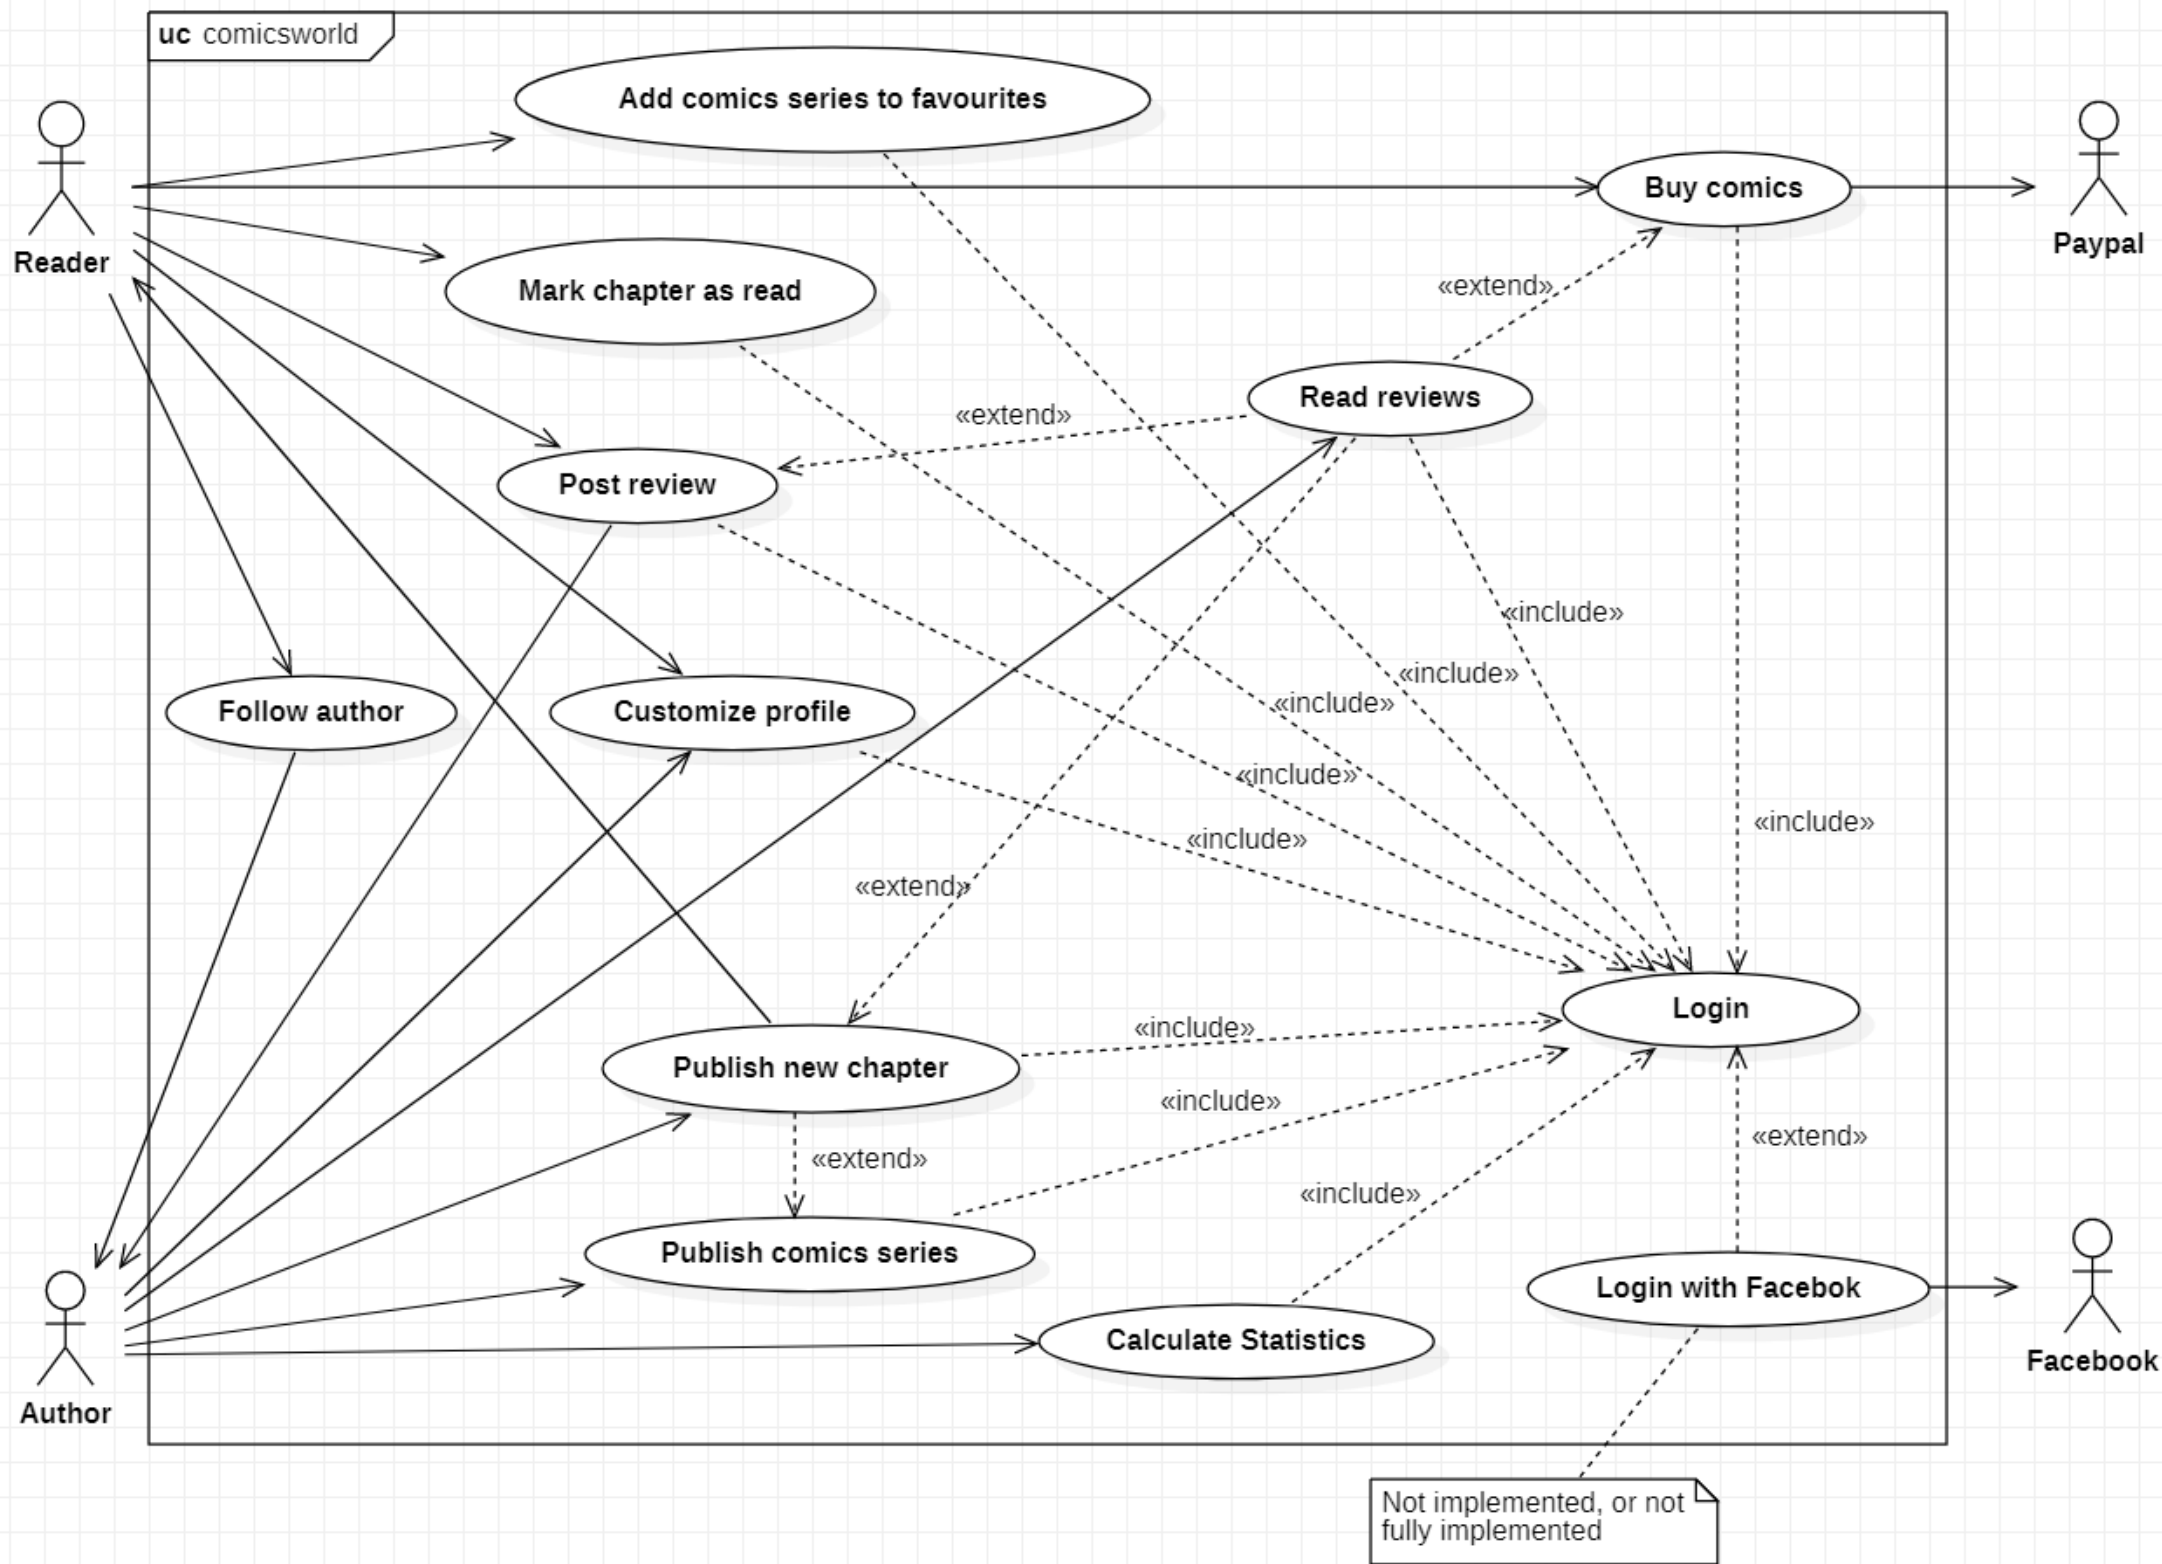 uc comicsworld
Add comics series to favourites
Buy comics
Paypal
Reader
Mark chapter as read
«extend»
Read reviews
«extend»
Post review
«include»
«include»
«include»
Follow author
Customize profile
«include»
«include»
«include»
«extend»
Login
«include»
Publish new chapter
«include»
«extend»
«extend»
«include»
Publish comics series
Login with Facebok
Calculate Statistics
Facebook
Author
Not implemented, or not
fully implemented